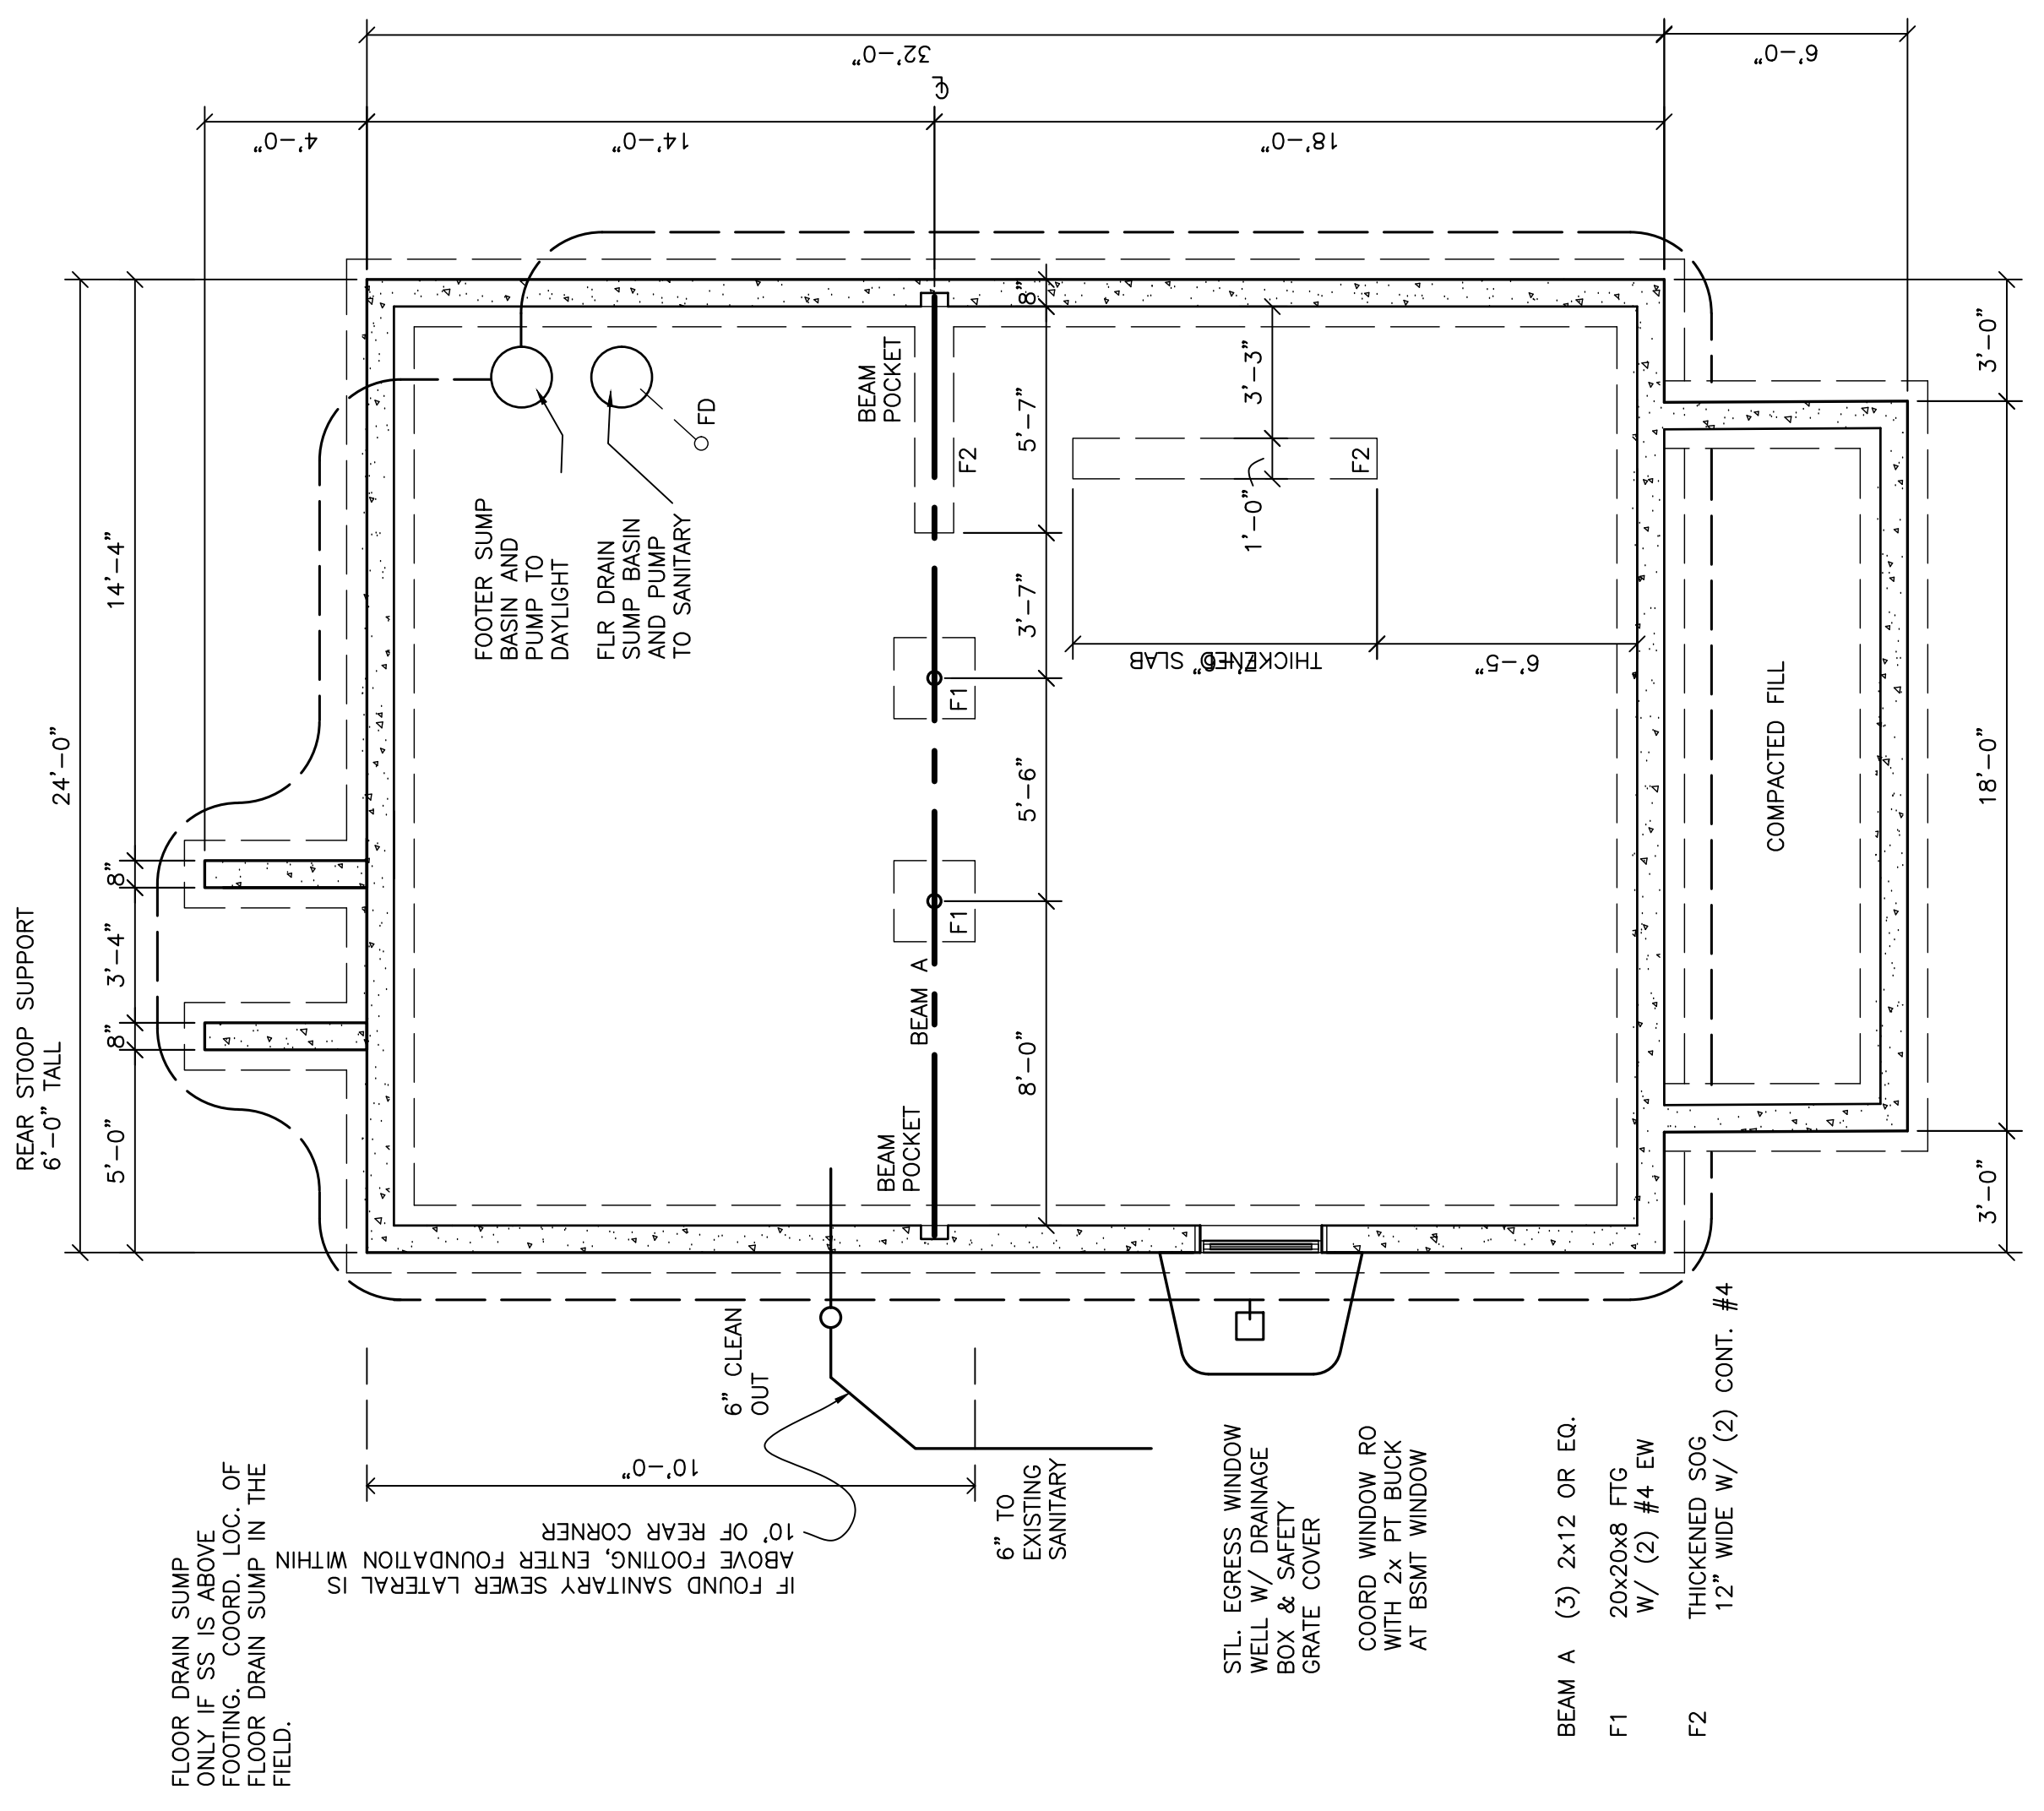 REAR STOOP SUPPORT
6'-0" TALL
24'-0"
5'-0"
8"
3'-4"
8"
14'-4"
4'-0"
14'-0"
18'-0"
32'-0"
6'-0"
℄
FOOTER SUMP
BASIN AND
PUMP TO
DAYLIGHT
FLR DRAIN
SUMP BASIN
AND PUMP
TO SANITARY
FD
BEAM
POCKET
BEAM A
BEAM
POCKET
F1
F1
F2
8'-0"
5'-6"
3'-7"
5'-7"
8"
3'-3"
1'-0"
F2
THICKENED SLAB
7'-6"
6'-5"
COMPACTED FILL
3'-0"
18'-0"
3'-0"
FLOOR DRAIN SUMP
ONLY IF SS IS ABOVE
FOOTING. COORD. LOC. OF
FLOOR DRAIN SUMP IN THE
FIELD.
IF FOUND SANITARY SEWER LATERAL IS
ABOVE FOOTING, ENTER FOUNDATION WITHIN
10' OF REAR CORNER
10'-0"
6" CLEAN
OUT
6" TO
EXISTING
SANITARY
STL. EGRESS WINDOW
WELL W/ DRAINAGE
BOX & SAFETY
GRATE COVER
COORD WINDOW RO
WITH 2x PT BUCK
AT BSMT WINDOW
BEAM A (3) 2x12 OR EQ.
F1 20x20x8 FTG
W/ (2) #4 EW
F2 THICKENED SOG
12" WIDE W/ (2) CONT. #4